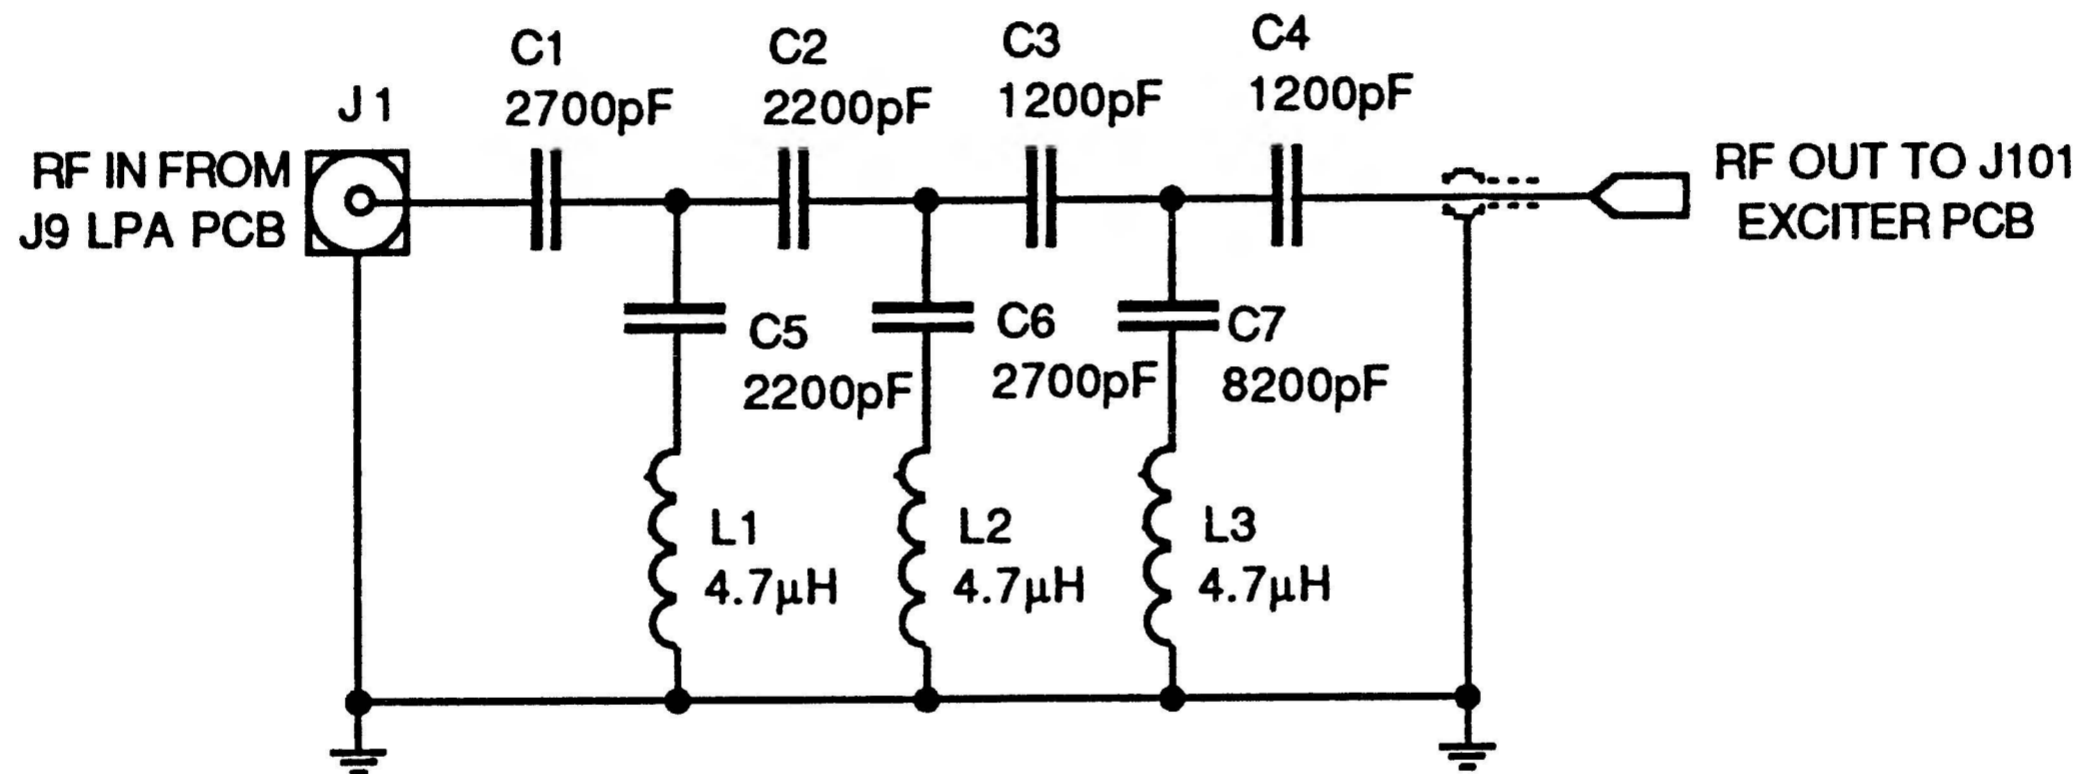 J1
RF IN FROM
J9 LPA PCB
C1
2700pF
C2
2200pF
C3
1200pF
C4
1200pF
RF OUT TO J101
EXCITER PCB
C5
2200pF
C6
2700pF
C7
8200pF
L1
4.7μH
L2
4.7μH
L3
4.7μH